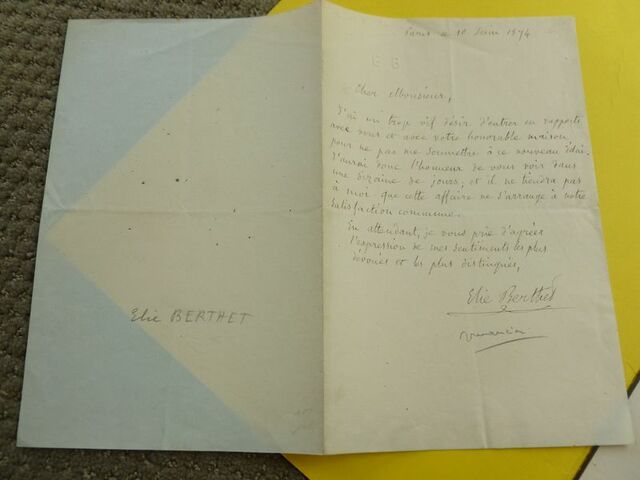 Elie BERTHET
Paris le 10 Juin 1874
E B
Cher Monsieur,
J'ai un trop vif désir d'entrer en rapports
avec vous et avec votre honorable maison
pour ne pas me soumettre à ce nouveau délai.
J'aurai donc l'honneur de vous voir dans
une dizaine de jours, et il ne tiendra pas
à moi que cette affaire ne s'arrange à notre
satisfaction commune.
En attendant, je vous prie d'agréer
l'expression de mes sentiments les plus
dévoués et les plus distingués,
Elie Berthet
romancier